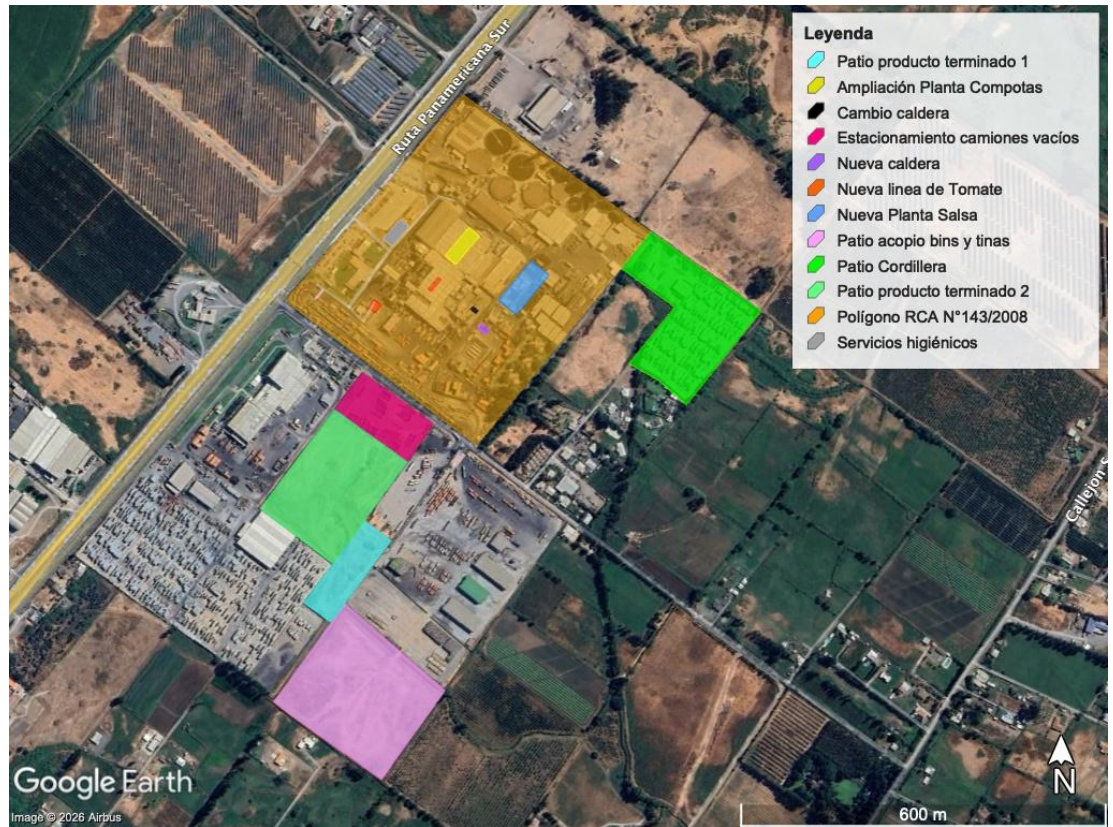 Ruta Panamericana Sur
Leyenda
Patio producto terminado 1
Ampliación Planta Compotas
Cambio caldera
Estacionamiento camiones vacíos
Nueva caldera
Nueva linea de Tomate
Nueva Planta Salsa
Patio acopio bins y tinas
Patio Cordillera
Patio producto terminado 2
Polígono RCA N°143/2008
Servicios higiénicos
Callejon S
Google Earth
Image © 2026 Airbus
N
600 m